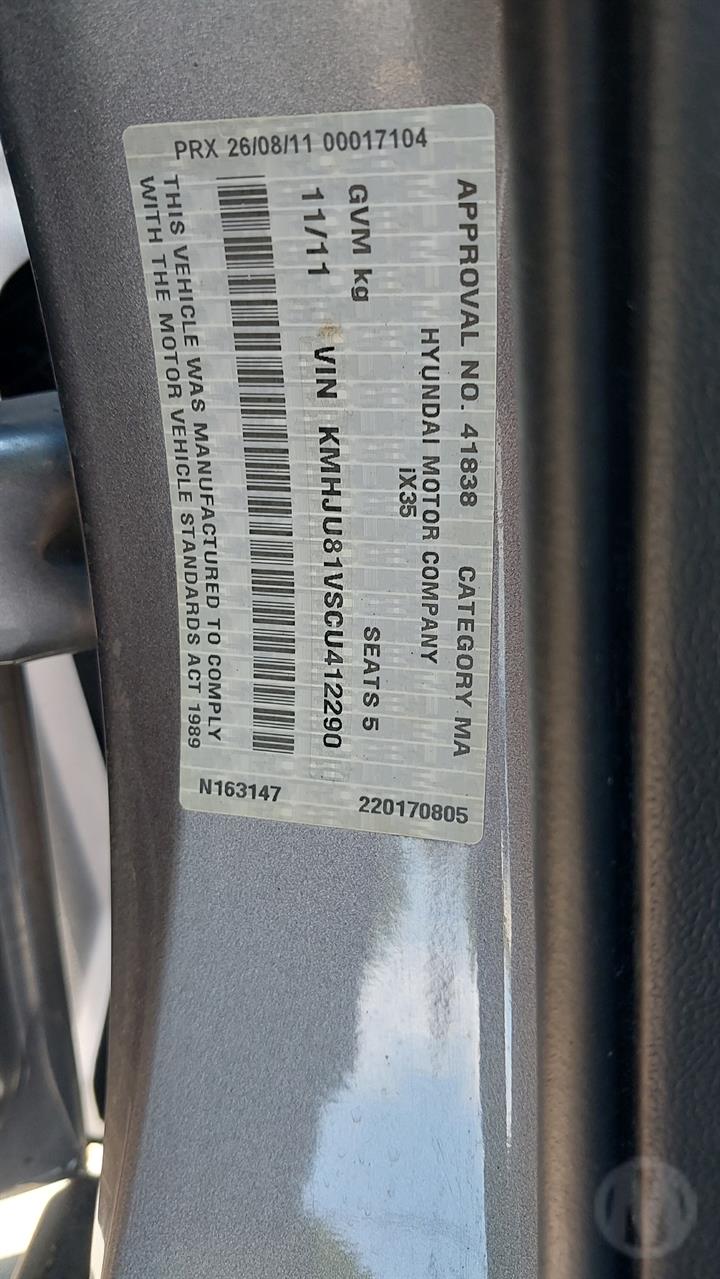 PRX 26/08/11 00017104
APPROVAL NO. 41838 CATEGORY MA
HYUNDAI MOTOR COMPANY
iX35
GVM kg SEATS 5
11/11 VIN KMHJU81VSCU412290
THIS VEHICLE WAS MANUFACTURED TO COMPLY
WITH THE MOTOR VEHICLE STANDARDS ACT 1989
N163147
220170805